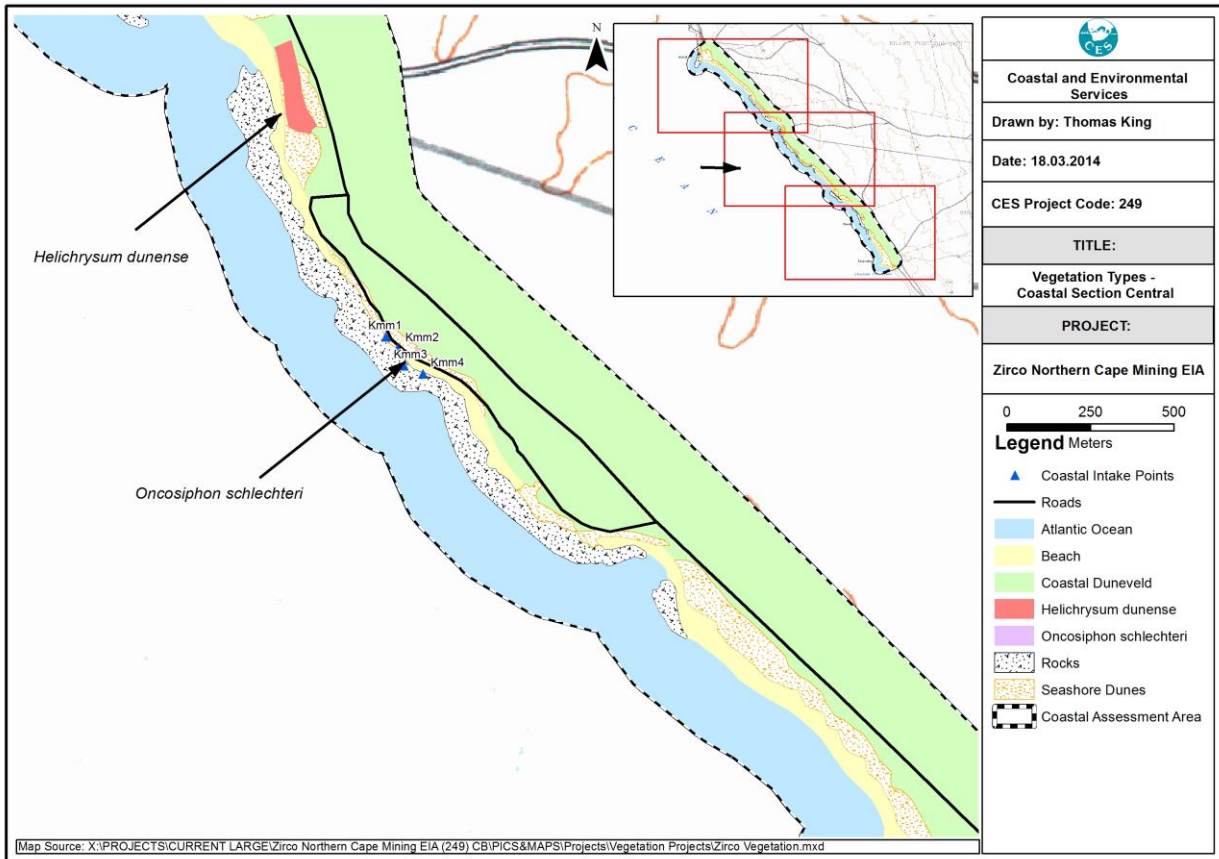 N
Helichrysum dunense
Kmm1
Kmm2
Kmm3
Kmm4
Oncosiphon schlechteri
C E A N
CES
Coastal and Environmental
Services
Drawn by: Thomas King
Date: 18.03.2014
CES Project Code: 249
TITLE:
Vegetation Types -
Coastal Section Central
PROJECT:
Zirco Northern Cape Mining EIA
0 250 500
Meters
Legend
Coastal Intake Points
Roads
Atlantic Ocean
Beach
Coastal Duneveld
Helichrysum dunense
Oncosiphon schlechteri
Rocks
Seashore Dunes
Coastal Assessment Area
Map Source: X:\PROJECTS\CURRENT LARGE\Zirco Northern Cape Mining EIA (249) CB\PICS&MAPS\Projects\Vegetation Projects\Zirco Vegetation.mxd